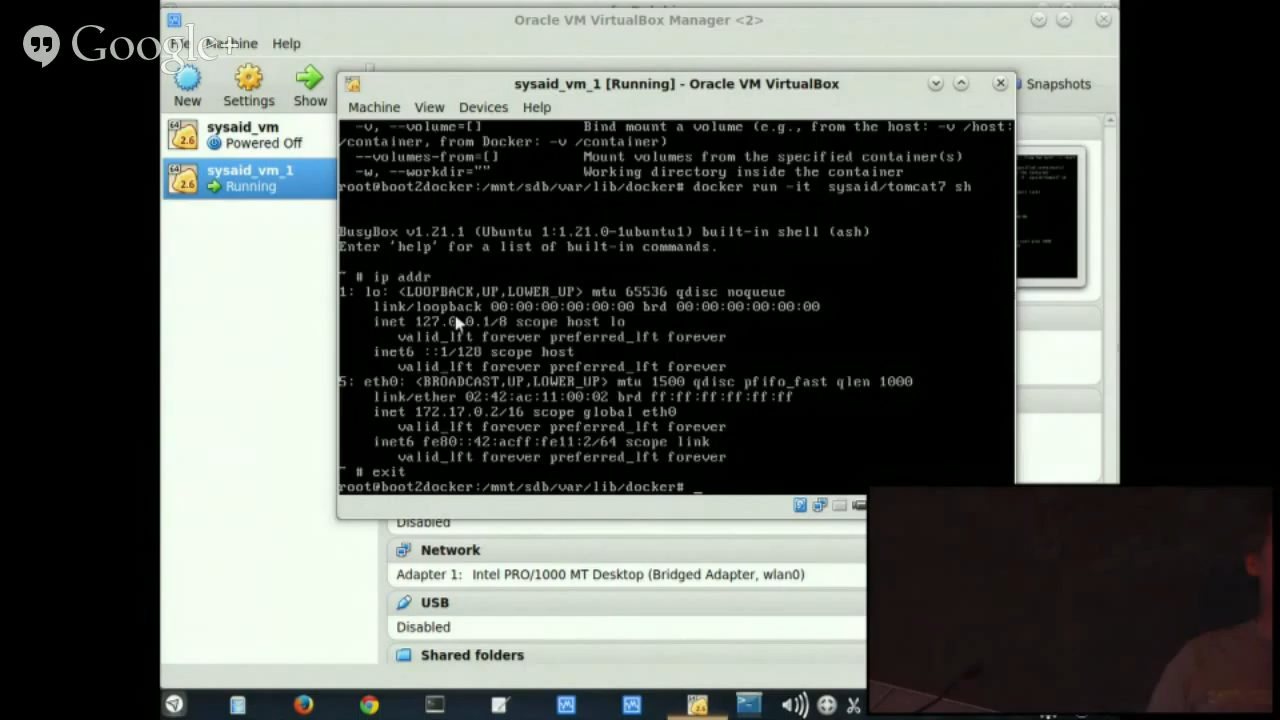 Oracle VM VirtualBox Manager <2>
Google+
Machine Help
New
Settings
Show
Snapshots
sysaid_vm
Powered Off
sysaid_vm_1
Running
sysaid_vm_1 [Running] - Oracle VM VirtualBox
Machine View Devices Help
-v, --volume=[] Bind mount a volume (e.g., from the host: -v /host:
/container, from Docker: -v /container)
--volumes-from=[] Mount volumes from the specified container(s)
-w, --workdir="" Working directory inside the container
root@boot2docker:/mnt/sdb/var/lib/docker# docker run -it sysaid/tomcat7 sh
BusyBox v1.21.1 (Ubuntu 1:1.21.0-1ubuntu1) built-in shell (ash)
Enter 'help' for a list of built-in commands.
~ # ip addr
1: lo: <LOOPBACK,UP,LOWER_UP> mtu 65536 qdisc noqueue
link/loopback 00:00:00:00:00:00 brd 00:00:00:00:00:00
inet 127.0.0.1/8 scope host lo
valid_lft forever preferred_lft forever
inet6 ::1/128 scope host
valid_lft forever preferred_lft forever
5: eth0: <BROADCAST,UP,LOWER_UP> mtu 1500 qdisc pfifo_fast qlen 1000
link/ether 02:42:ac:11:00:02 brd ff:ff:ff:ff:ff:ff
inet 172.17.0.2/16 scope global eth0
valid_lft forever preferred_lft forever
inet6 fe80::42:acff:fe11:2/64 scope link
valid_lft forever preferred_lft forever
~ # exit
root@boot2docker:/mnt/sdb/var/lib/docker# _
Disabled
Network
Adapter 1: Intel PRO/1000 MT Desktop (Bridged Adapter, wlan0)
USB
Disabled
Shared folders